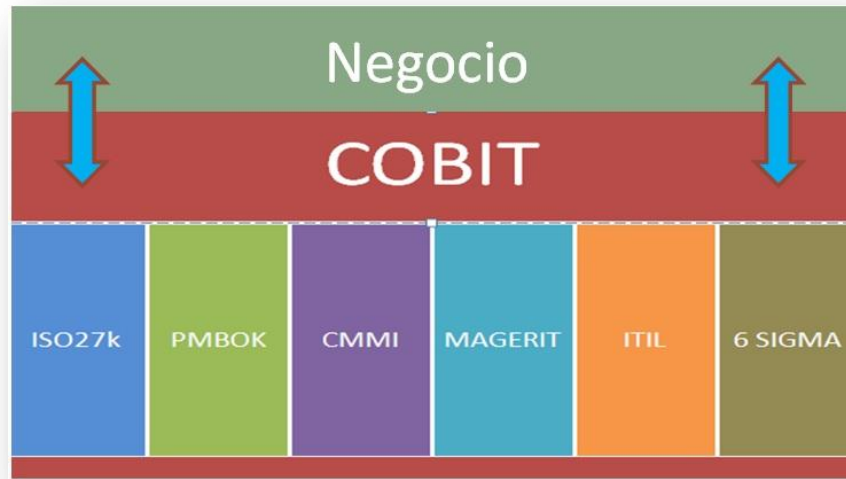 Negocio
COBIT
ISO27k
PMBOK
CMMI
MAGERIT
ITIL
6 SIGMA